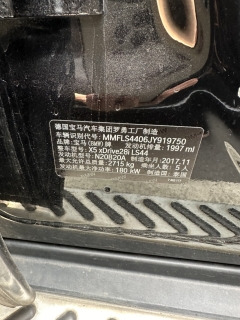 德国宝马汽车集团罗勇工厂制造
车辆识别代号: MMFLS4406JY919750
品牌: 宝马(BMW)牌 发动机排量: 1997 ml
型号: X5 xDrive28i LS44
发动机型号: N20B20A 制造年月: 2017.11
最大允许总质量: 2715 kg 乘坐人数: 5 人
发动机最大净功率: 180 kW 制造国: 泰国